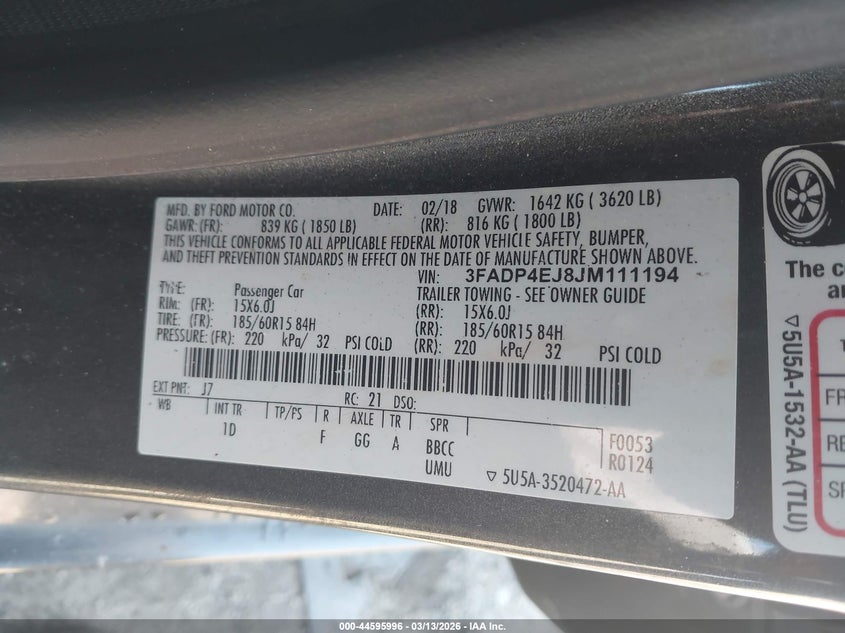 MFD. BY FORD MOTOR CO. DATE: 02/18 GVWR: 1642 KG ( 3620 LB)
GAWR: (FR): 839 KG ( 1850 LB) (RR): 816 KG ( 1800 LB)
THIS VEHICLE CONFORMS TO ALL APPLICABLE FEDERAL MOTOR VEHICLE SAFETY, BUMPER,
AND THEFT PREVENTION STANDARDS IN EFFECT ON THE DATE OF MANUFACTURE SHOWN ABOVE.
VIN: 3FADP4EJ8JM111194
TYPE: Passenger Car TRAILER TOWING - SEE OWNER GUIDE
RIM: (FR): 15X6.0J (RR): 15X6.0J
TIRE: (FR): 185/60R15 84H (RR): 185/60R15 84H
PRESSURE: (FR): 220 kPa/ 32 PSI COLD (RR): 220 kPa/ 32 PSI COLD
EXT PNT: J7 RC: 21 DSO:
WB INT TR TP/PS R AXLE TR SPR
1D F GG A BBCC
UMU
F0053
R0124
▽ 5U5A-3520472-AA
The co
an
▽ 5U5A-1532-AA (TLU)
T
FR
RE
SP
000-44595996 | 03/13/2026 | IAA Inc.